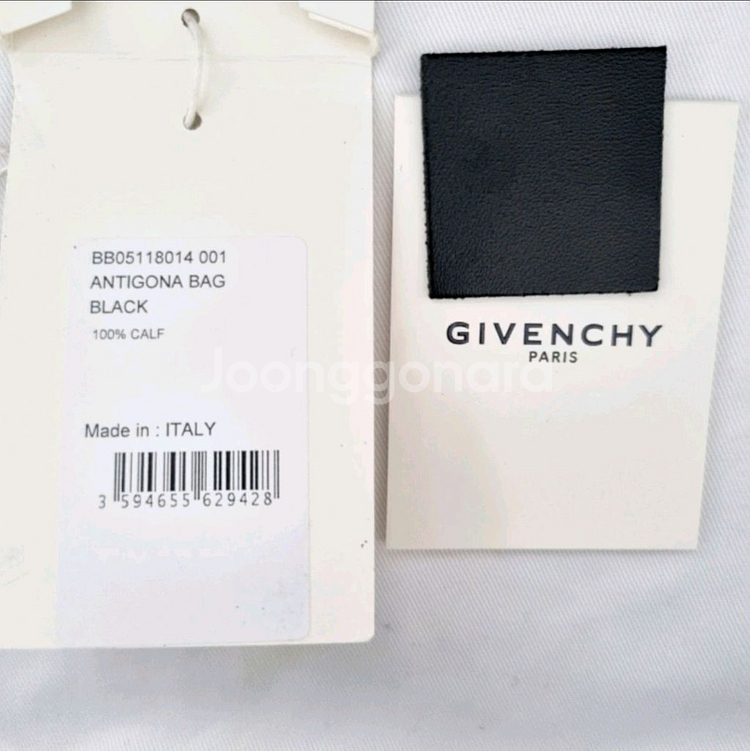 BB05118014 001
ANTIGONA BAG
BLACK
100% CALF
Made in : ITALY
3 594655 629428
GIVENCHY
PARIS
Joonggonara